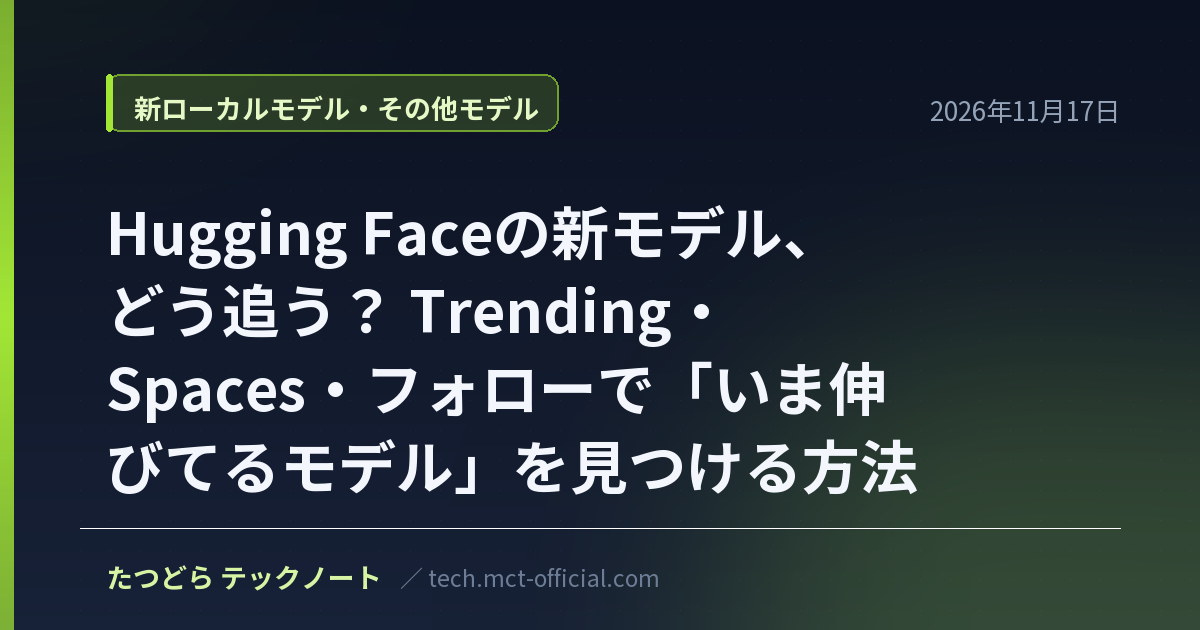 新ローカルモデル・その他モデル
2026年11月17日
Hugging Faceの新モデル、
どう追う？ Trending・
Spaces・フォローで「いま伸
びてるモデル」を見つける方法
たつどら テックノート ／ tech.mct-official.com